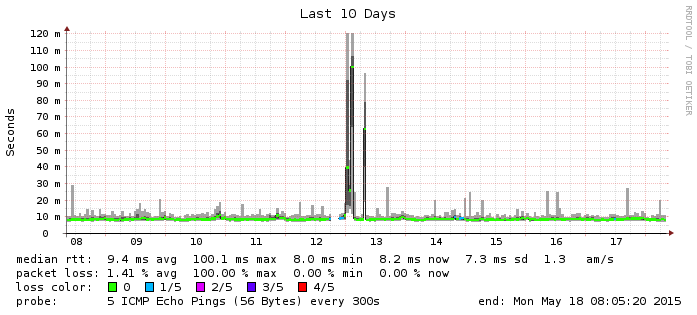 Last 10 Days
RRDTOOL / TOBI OETIKER
Seconds
120 m
110 m
100 m
90 m
80 m
70 m
60 m
50 m
40 m
30 m
20 m
10 m
0
08 09 10 11 12 13 14 15 16 17
median rtt: 9.4 ms avg 100.1 ms max 8.0 ms min 8.2 ms now 7.3 ms sd 1.3 am/s
packet loss: 1.41 % avg 100.00 % max 0.00 % min 0.00 % now
loss color: 0 1/5 2/5 3/5 4/5
probe: 5 ICMP Echo Pings (56 Bytes) every 300s end: Mon May 18 08:05:20 2015